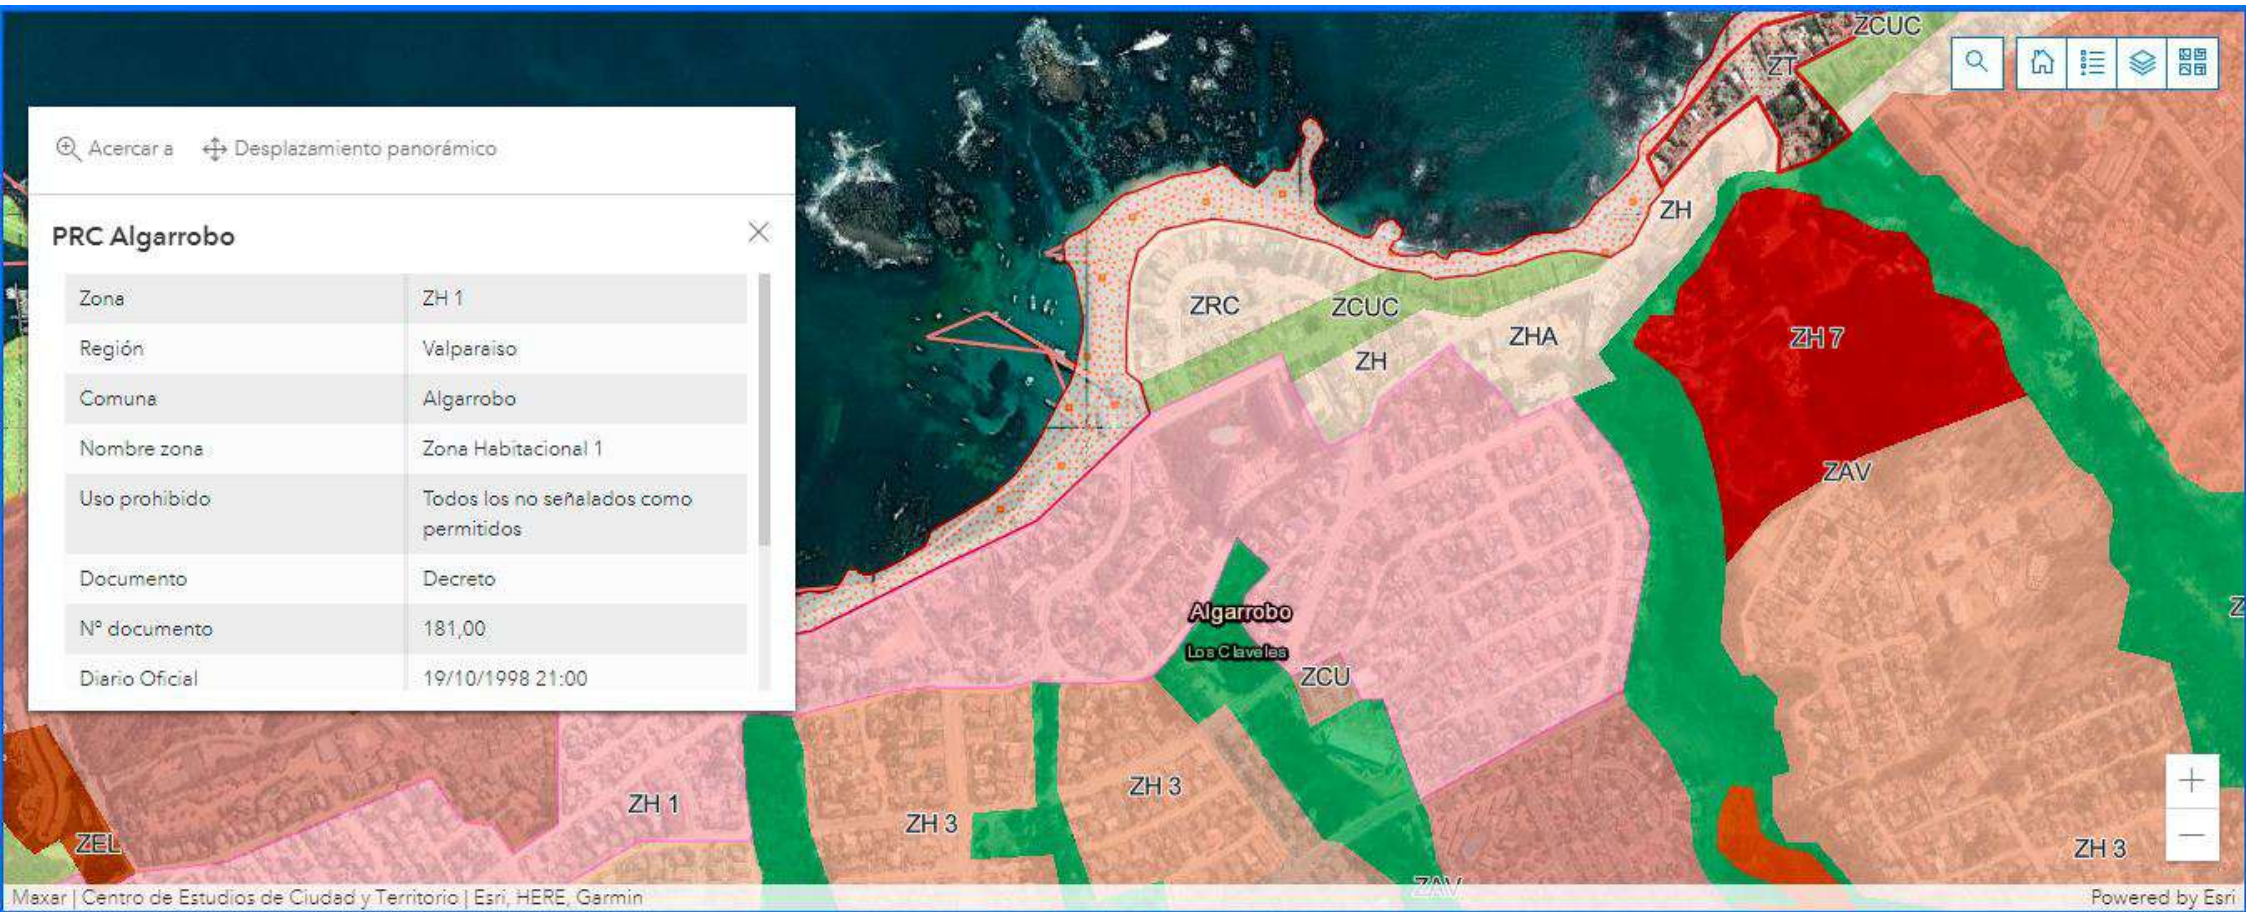 ZCUC
ZT
Acercar a
Desplazamiento panorámico
PRC Algarrobo
Zona ZH 1
Región Valparaiso
Comuna Algarrobo
Nombre zona Zona Habitacional 1
Uso prohibido Todos los no señalados como
permitidos
Documento Decreto
Nº documento 181,00
Diario Oficial 19/10/1998 21:00
ZH
ZRC
ZCUC
ZHA
ZH
ZH 7
ZAV
Algarrobo
Los Claveles
ZCU
ZH 1
ZH 3
ZH 3
ZEL
ZH 3
ZAV
Z
Maxar | Centro de Estudios de Ciudad y Territorio | Esri, HERE, Garmin
Powered by Esri